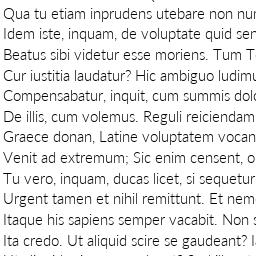 Qua tu etiam inprudens utebare non nun
Idem iste, inquam, de voluptate quid sen
Beatus sibi videtur esse moriens. Tum T
Cur iustitia laudatur? Hic ambiguo ludimu
Compensabatur, inquit, cum summis dolo
De illis, cum volemus. Reguli reiciendam
Graece donan, Latine voluptatem vocan
Venit ad extremum; Sic enim censent, o
Tu vero, inquam, ducas licet, si sequetur
Urgent tamen et nihil remittunt. Et nem
Itaque his sapiens semper vacabit. Non s
Ita credo. Ut aliquid scire se gaudeant? I